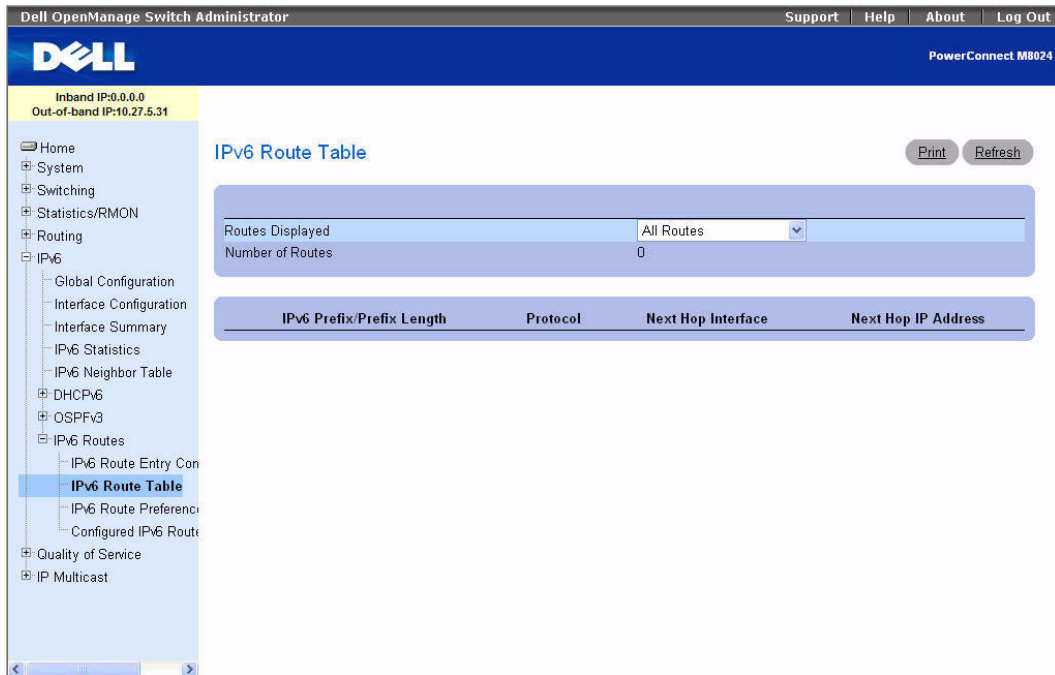 Dell OpenManage Switch Administrator
Support | Help | About | Log Out
DELL
PowerConnect M8024
Inband IP:0.0.0.0
Out-of-band IP:10.27.5.31
Home
System
Switching
Statistics/RMON
Routing
IPv6
Global Configuration
Interface Configuration
Interface Summary
IPv6 Statistics
IPv6 Neighbor Table
DHCPv6
OSPFv3
IPv6 Routes
IPv6 Route Entry Con
IPv6 Route Table
IPv6 Route Preferenc
Configured IPv6 Route
Quality of Service
IP Multicast
IPv6 Route Table
Print Refresh
Routes Displayed All Routes
Number of Routes 0
IPv6 Prefix/Prefix Length Protocol Next Hop Interface Next Hop IP Address